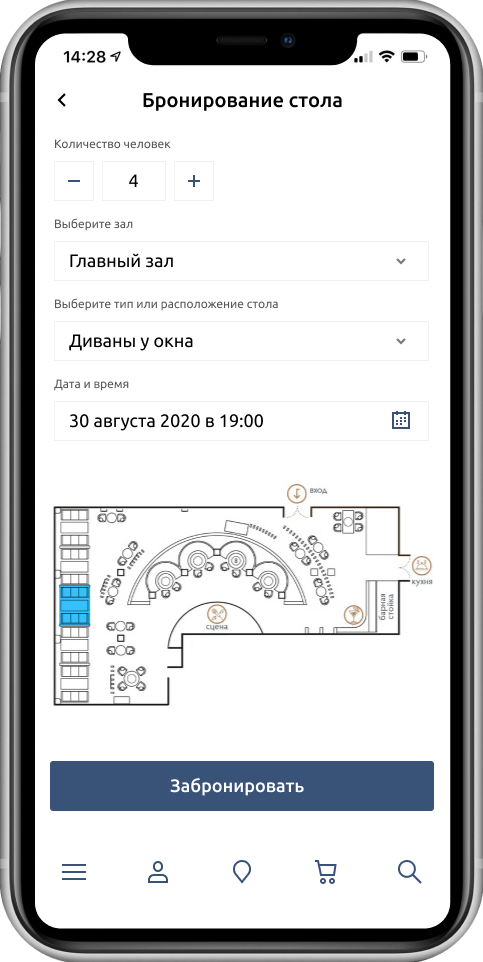 14:28
Бронирование стола
Количество человек
4
Выберите зал
Главный зал
Выберите тип или расположение стола
Диваны у окна
Дата и время
30 августа 2020 в 19:00
вход
кухня
барная
стойка
сцена
Забронировать